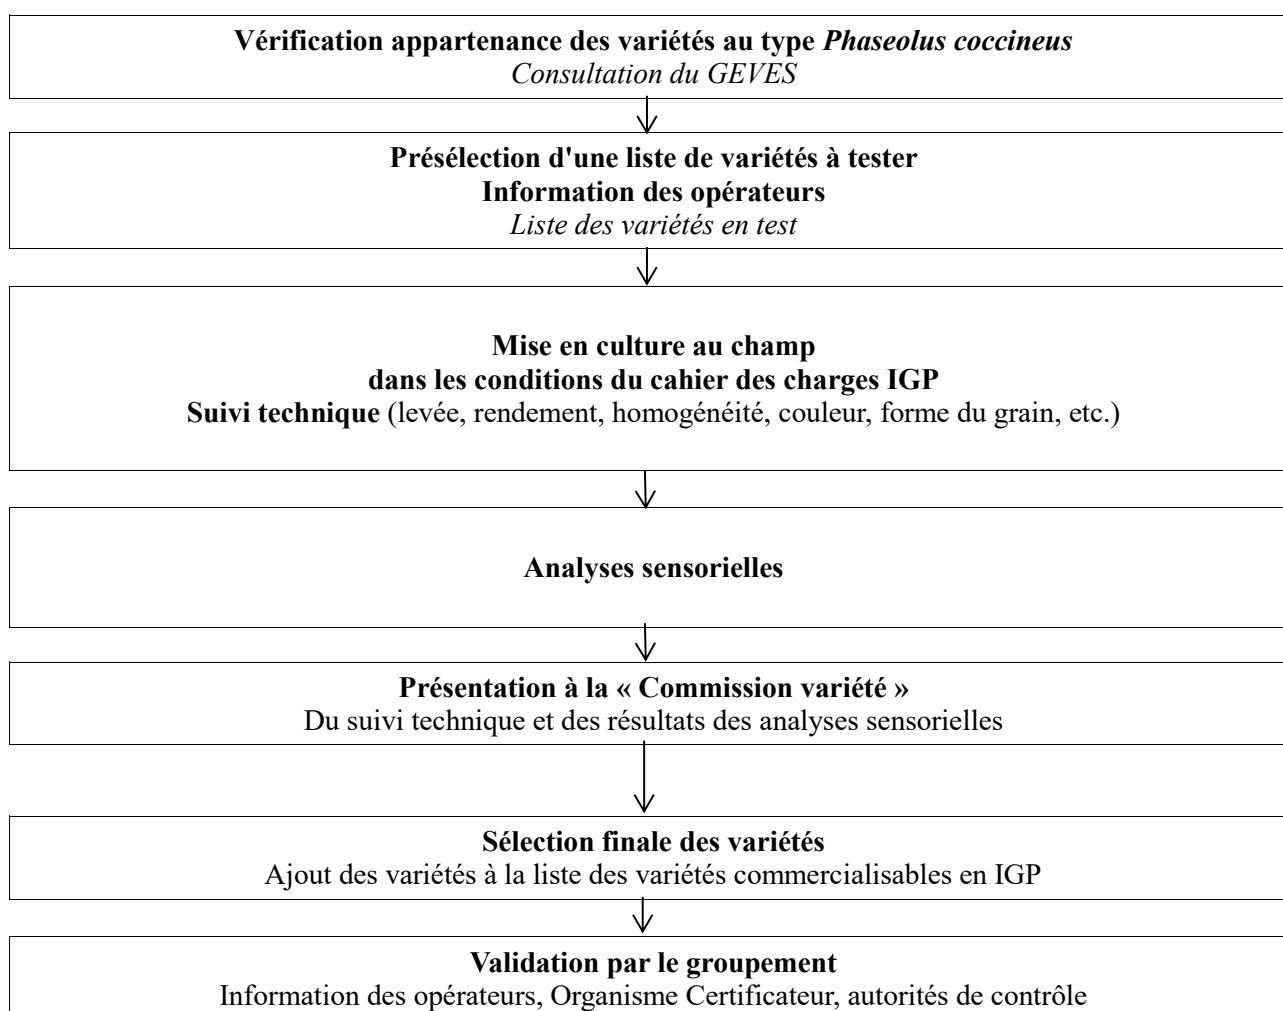 Vérification appartenance des variétés au type Phaseolus coccineus
Consultation du GEVES
Présélection d'une liste de variétés à tester
Information des opérateurs
Liste des variétés en test
Mise en culture au champ
dans les conditions du cahier des charges IGP
Suivi technique (levée, rendement, homogénéité, couleur, forme du grain, etc.)
Analyses sensorielles
Présentation à la « Commission variété »
Du suivi technique et des résultats des analyses sensorielles
Sélection finale des variétés
Ajout des variétés à la liste des variétés commercialisables en IGP
Validation par le groupement
Information des opérateurs, Organisme Certificateur, autorités de contrôle